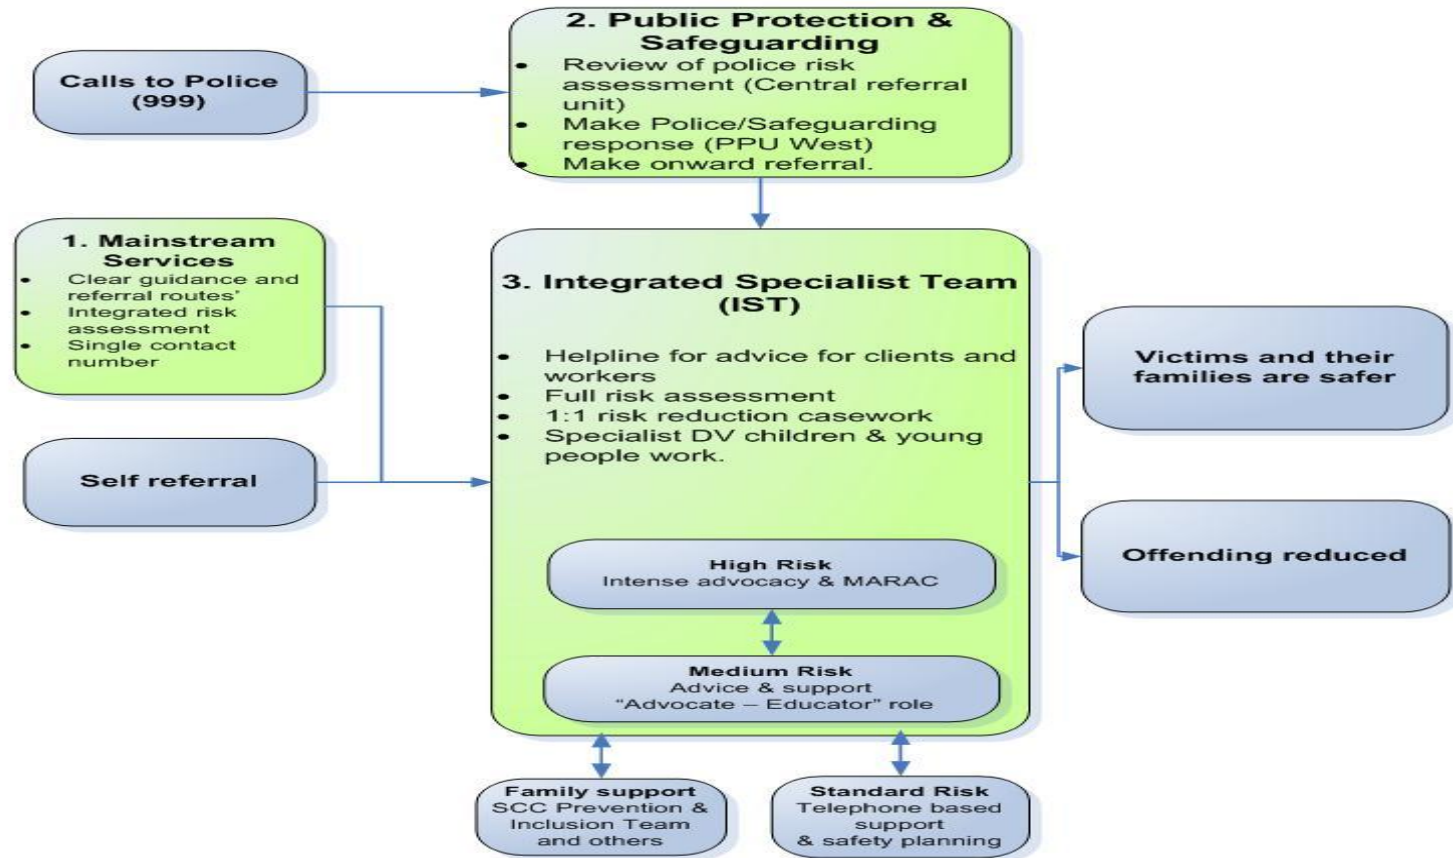 2. Public Protection &
Safeguarding
• Review of police risk
assessment (Central referral
unit)
• Make Police/Safeguarding
response (PPU West)
• Make onward referral.
Calls to Police
(999)
1. Mainstream
Services
• Clear guidance and
referral routes'
• Integrated risk
assessment
• Single contact
number
Self referral
3. Integrated Specialist Team
(IST)
• Helpline for advice for clients and
workers
• Full risk assessment
• 1:1 risk reduction casework
• Specialist DV children & young
people work.
High Risk
Intense advocacy & MARAC
Medium Risk
Advice & support
“Advocate – Educator” role
Family support
SCC Prevention &
Inclusion Team
and others
Standard Risk
Telephone based
support
& safety planning
Victims and their
families are safer
Offending reduced